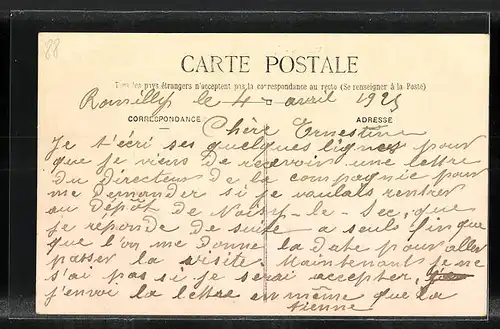 88
CARTE POSTALE
Tous les pays étrangers n'acceptent pas la correspondance au recto (Se renseigner à la Poste)
Romilly le 4 avril 1925
CORRESPONDANCE
ADRESSE
Chère Ernestine
Je t'écri ses quelques lignes pour
que je viens de recevoir une lettre
du Directeur de la compagnie pour
me demander si je voulais rentrer
au Dépôt de Noisy-le-Sec, que
je réponde de suite a seuls fin que
que l'on me donne la date pour aller
passer la visite. Maintenant je ne
s'ai pas si je serai accepter,
j'envoi la lettre en même que la
tienne